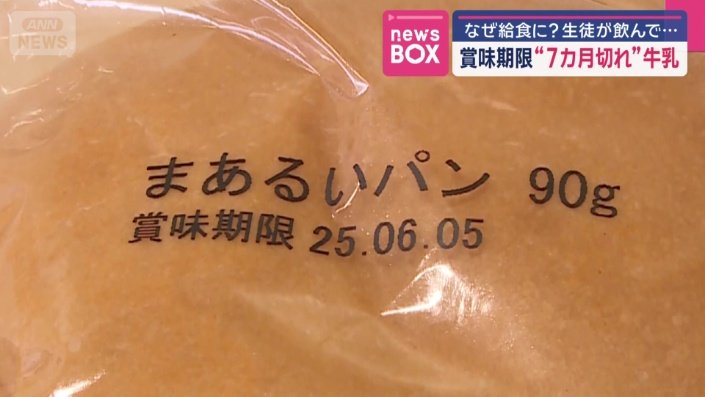 ANN
NEWS
news
BOX
なぜ給食に?生徒が飲んで…
賞味期限“7カ月切れ”牛乳
まあるいパン 90g
賞味期限 25.06.05